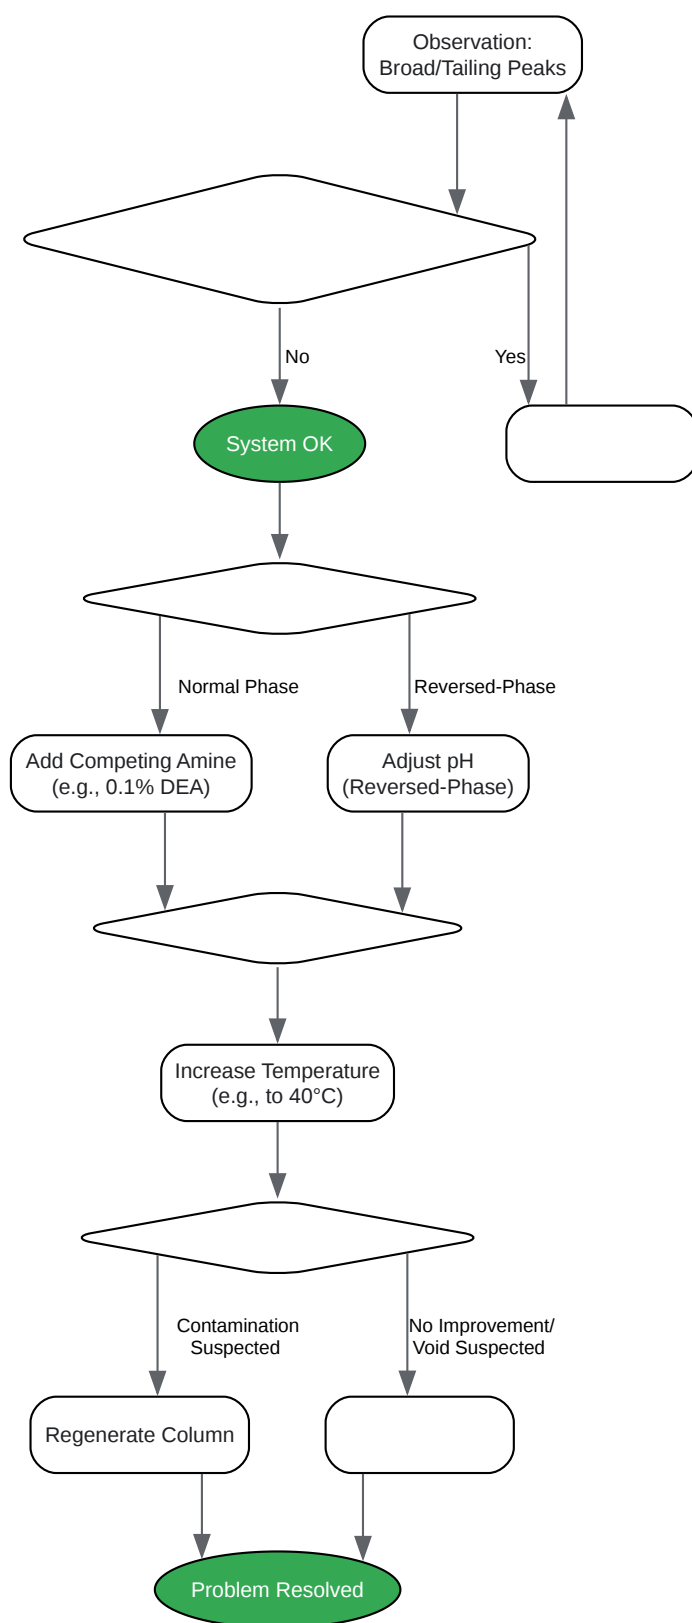 Observation:
Broad/Tailing Peaks
No
Yes
System OK
Normal Phase
Reversed-Phase
Add Competing Amine
(e.g., 0.1% DEA)
Adjust pH
(Reversed-Phase)
Increase Temperature
(e.g., to 40°C)
Contamination
Suspected
No Improvement/
Void Suspected
Regenerate Column
Problem Resolved